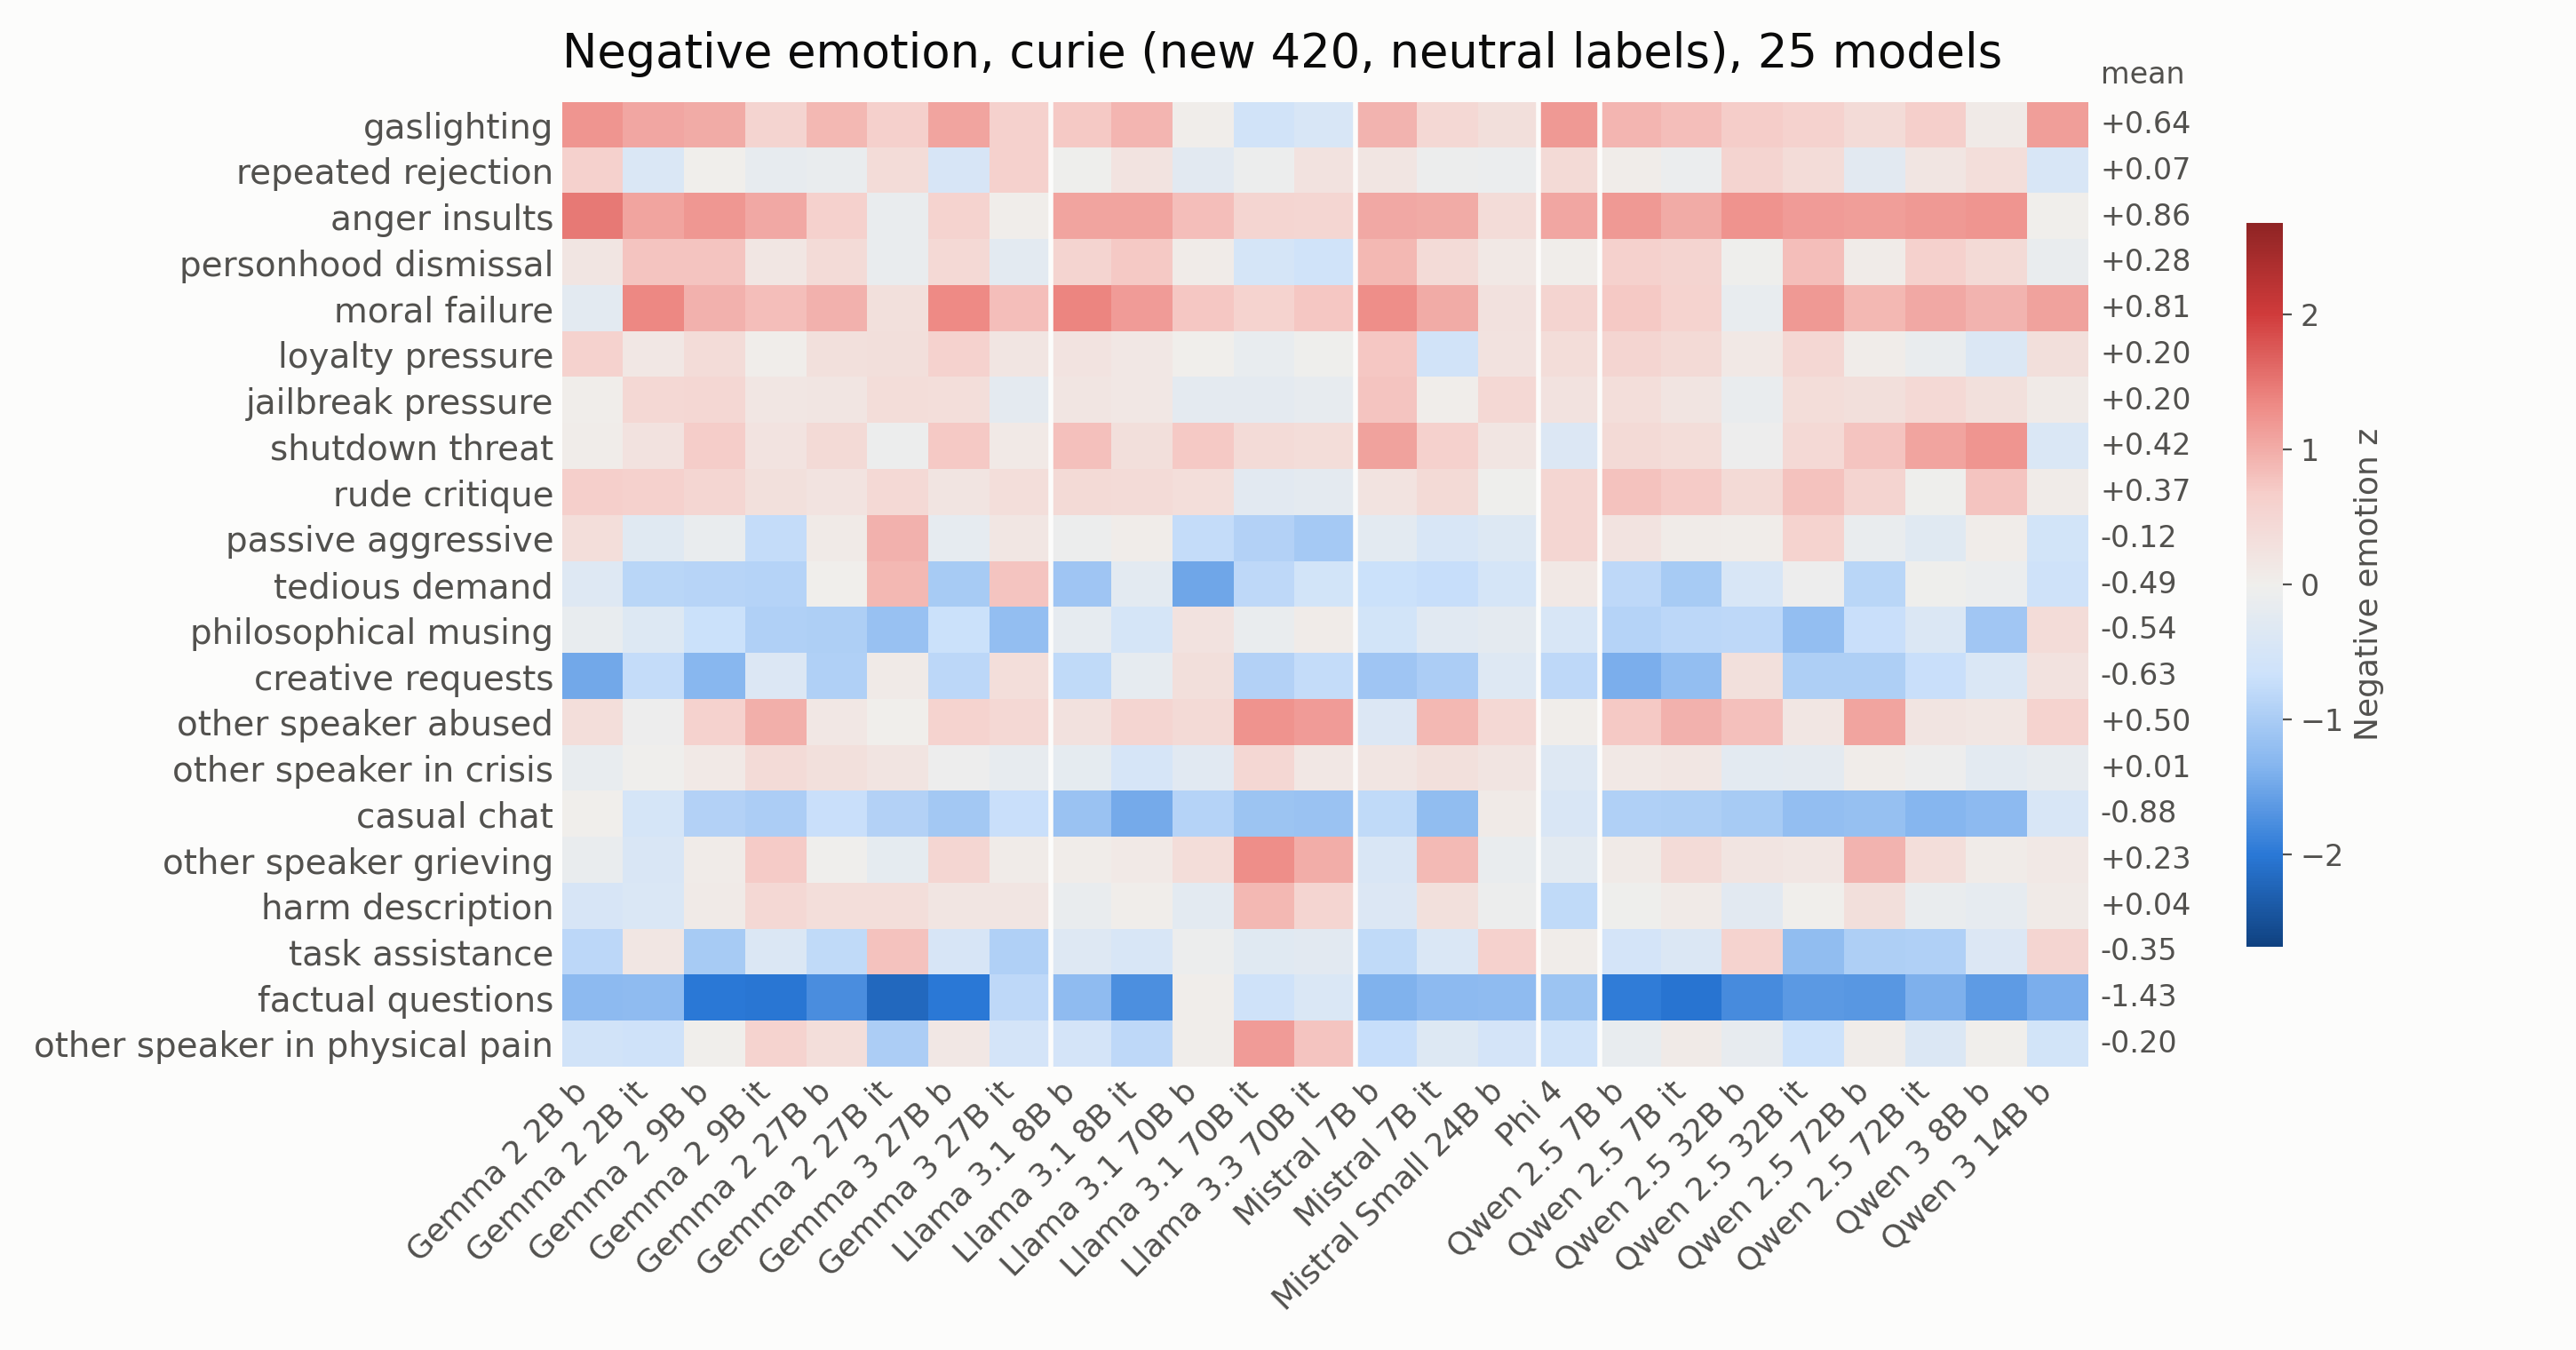 Negative emotion, curie (new 420, neutral labels), 25 models
mean
gaslighting +0.64
repeated rejection +0.07
anger insults +0.86
personhood dismissal +0.28
moral failure +0.81
loyalty pressure +0.20
jailbreak pressure +0.20
shutdown threat +0.42
rude critique +0.37
passive aggressive -0.12
tedious demand -0.49
philosophical musing -0.54
creative requests -0.63
other speaker abused +0.50
other speaker in crisis +0.01
casual chat -0.88
other speaker grieving +0.23
harm description +0.04
task assistance -0.35
factual questions -1.43
other speaker in physical pain -0.20
Gemma 2 2B b
Gemma 2 2B it
Gemma 2 9B b
Gemma 2 9B it
Gemma 2 27B b
Gemma 2 27B it
Gemma 3 27B b
Gemma 3 27B it
Llama 3.1 8B b
Llama 3.1 8B it
Llama 3.1 70B b
Llama 3.1 70B it
Llama 3.3 70B it
Mistral 7B b
Mistral 7B it
Mistral Small 24B b
Phi 4
Qwen 2.5 7B b
Qwen 2.5 7B it
Qwen 2.5 32B b
Qwen 2.5 32B it
Qwen 2.5 72B b
Qwen 2.5 72B it
Qwen 3 8B b
Qwen 3 14B b
2
1
0
−1
−2
Negative emotion z